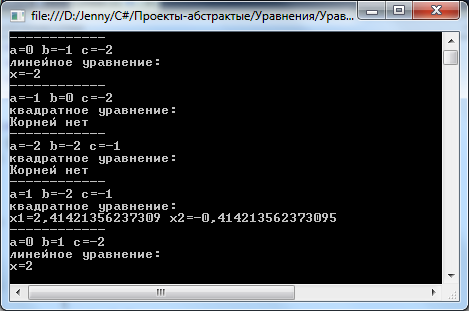 file:///D:/Jenny/C#/Проекты-абстрактые/Уравнения/Урав...
------------
a=0 b=-1 c=-2
линейное уравнение:
x=-2
------------
a=-1 b=0 c=-2
квадратное уравнение:
Корней нет
------------
a=-2 b=-2 c=-1
квадратное уравнение:
Корней нет
------------
a=1 b=-2 c=-1
квадратное уравнение:
x1=2,41421356237309 x2=-0,414213562373095
------------
a=0 b=1 c=-2
линейное уравнение:
x=2